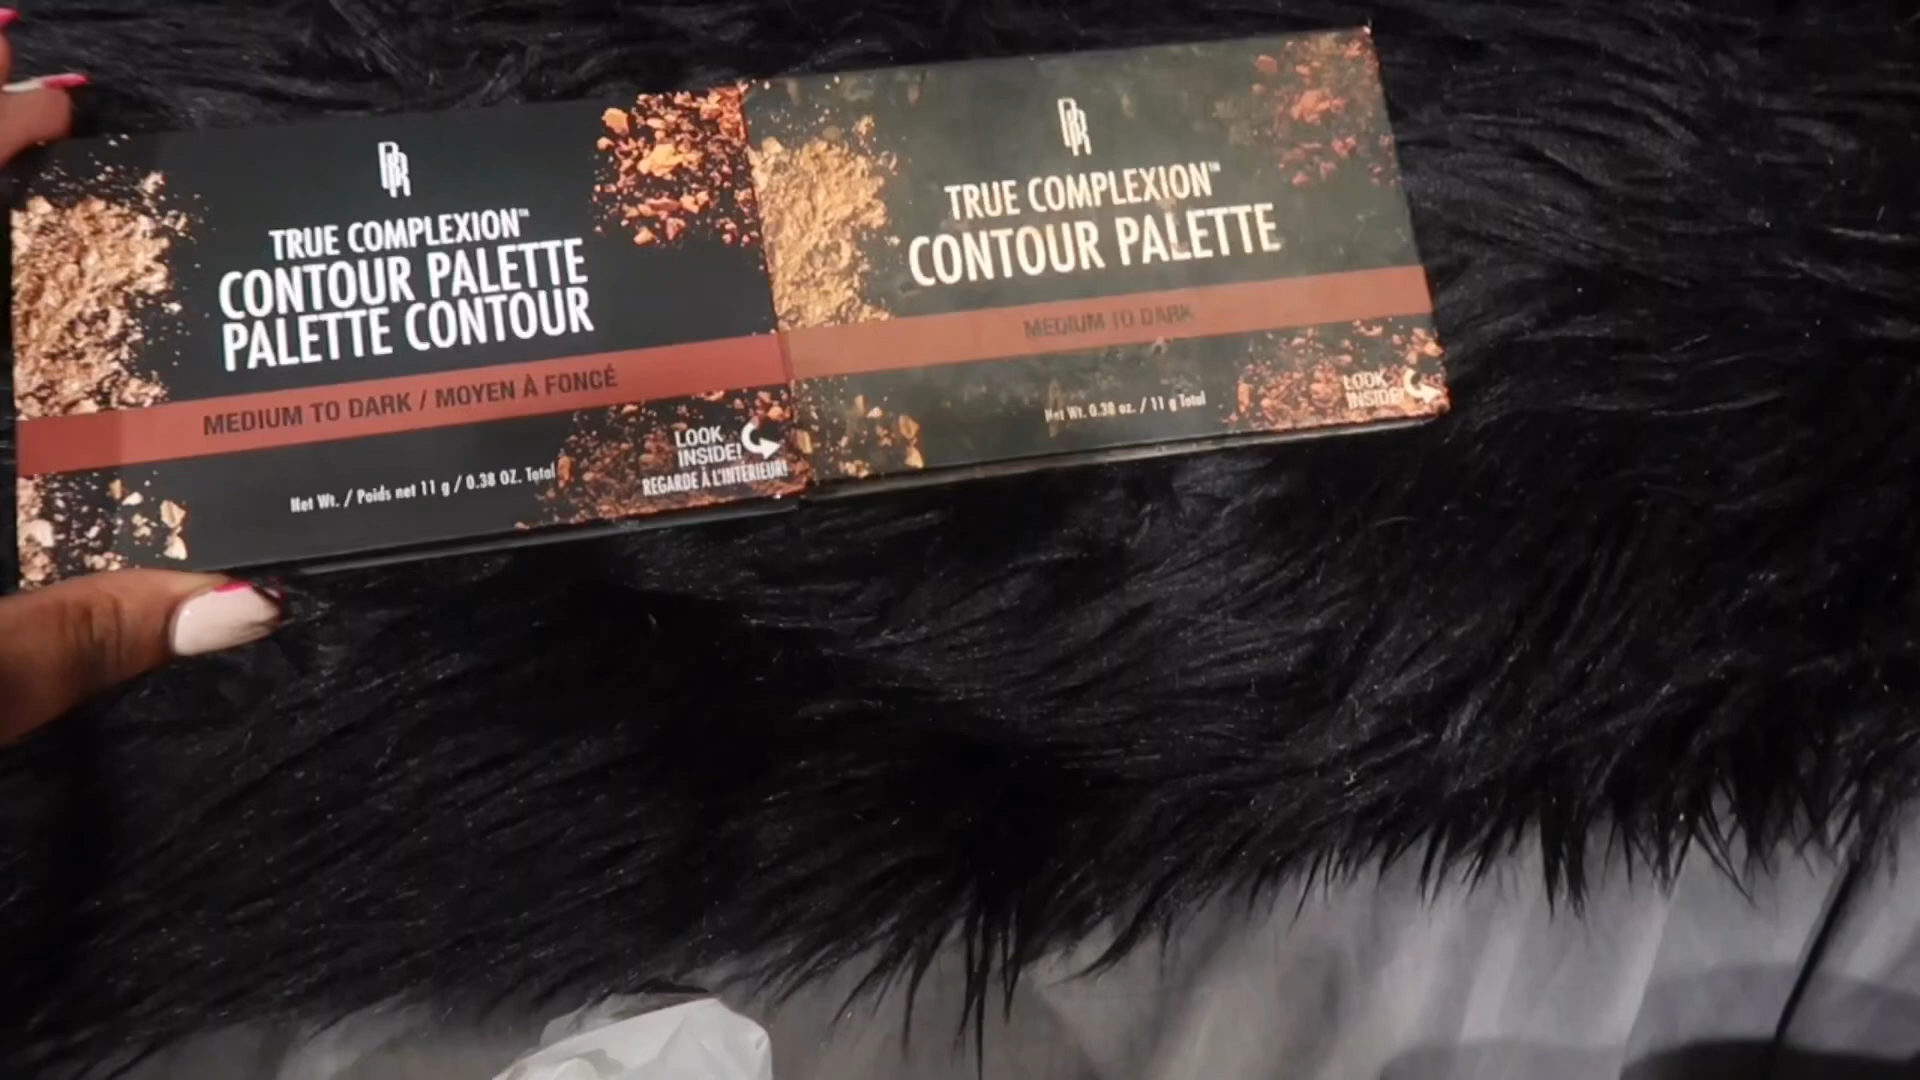 TRUE COMPLEXION™
CONTOUR PALETTE
PALETTE CONTOUR
MEDIUM TO DARK / MOYEN À FONCÉ
Net Wt. / Poids net 11 g / 0.38 OZ. Total
LOOK
INSIDE!
REGARDE À L'INTÉRIEUR!
TRUE COMPLEXION™
CONTOUR PALETTE
MEDIUM TO DARK
Net Wt. 0.38 oz. / 11 g Total
LOOK
INSIDE!